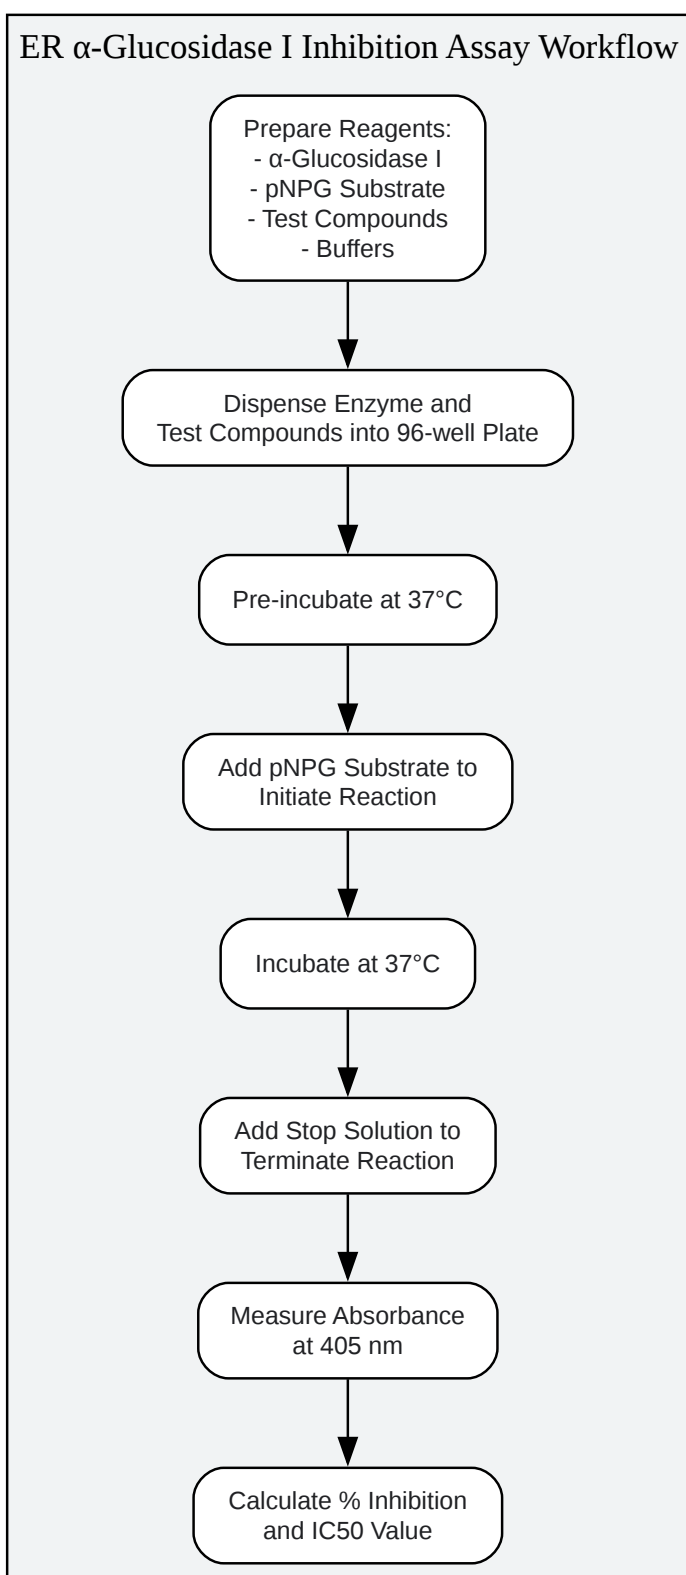 ER α-Glucosidase I Inhibition Assay Workflow
Prepare Reagents:
- α-Glucosidase I
- pNPG Substrate
- Test Compounds
- Buffers
Dispense Enzyme and
Test Compounds into 96-well Plate
Pre-incubate at 37°C
Add pNPG Substrate to
Initiate Reaction
Incubate at 37°C
Add Stop Solution to
Terminate Reaction
Measure Absorbance
at 405 nm
Calculate % Inhibition
and IC50 Value